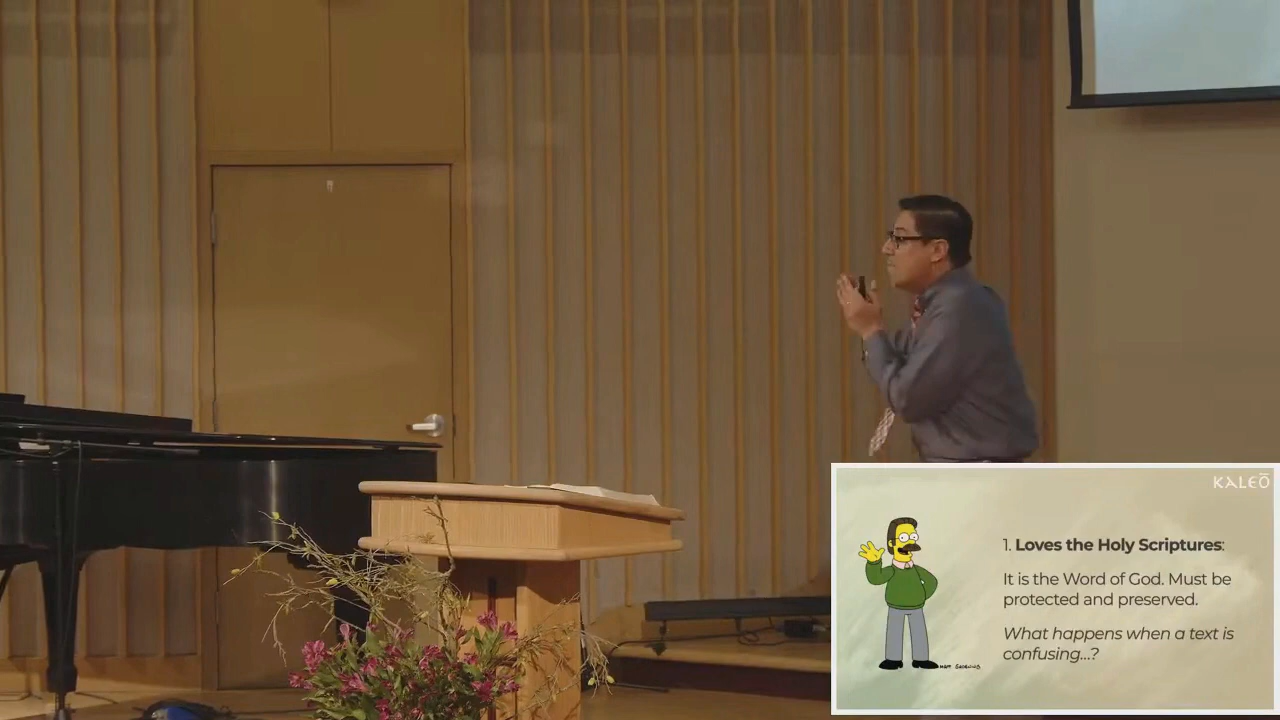 KALEŌ
1. Loves the Holy Scriptures:
It is the Word of God. Must be
protected and preserved.
What happens when a text is
confusing...?